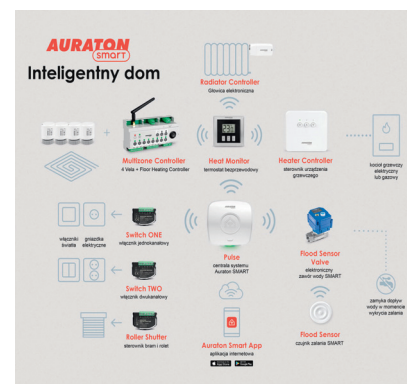 AURATON
smart
Inteligentny dom
Radiator Controller
Głowica elektroniczna
Multizone Controller
4 Vela + Floor Heating Controller
Heat Monitor
termostat bezprzewodowy
Heater Controller
sterownik urządzenia
grzewczego
kocioł grzewczy
elektryczny
lub gazowy
włączniki
światła
gniazdka
elektryczne
Switch ONE
włącznik jednokanałowy
Pulse
centrala systemu
Auraton SMART
Flood Sensor
Valve
elektroniczny
zawór wody SMART
Switch TWO
włącznik dwukanałowy
zamyka dopływ
wody w momencie
wykrycia zalania
Roller Shutter
sterownik bram i rolet
Auraton Smart App
aplikacja internetowa
Flood Sensor
czujnik zalania SMART